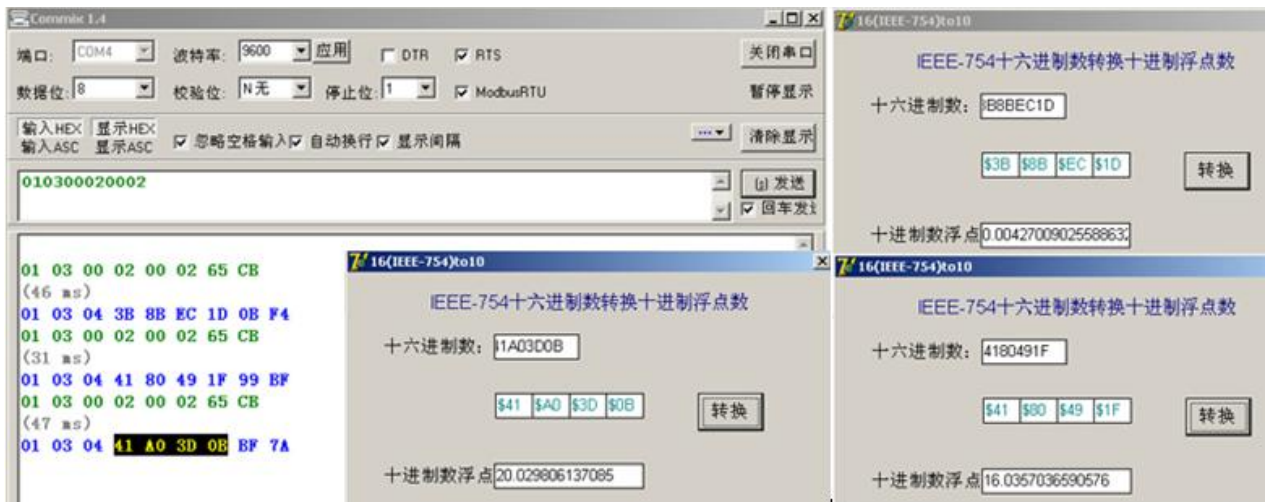 Commix 1.4
端口: COM4 波特率: 9600 应用 DTR RTS 关闭串口
数据位: 8 校验位: N无 停止位: 1 ModbusRTU 暂停显示
输入HEX 显示HEX
输入ASC 显示ASC
忽略空格输入 自动换行 显示间隔 ... 清除显示
010300020002
发送
回车发
01 03 00 02 00 02 65 CB
(46 ms)
01 03 04 3B 8B EC 1D 0B F4
01 03 00 02 00 02 65 CB
(31 ms)
01 03 04 41 80 49 1F 99 BF
01 03 00 02 00 02 65 CB
(47 ms)
01 03 04 41 A0 3D 0B BF 7A
16(IEEE-754)to10
IEEE-754十六进制数转换十进制浮点数
十六进制数: 1A03D0B
$41 $A0 $3D $0B
转换
十进制数浮点 20.029806137085
16(IEEE-754)to10
IEEE-754十六进制数转换十进制浮点数
十六进制数: B8BEC1D
$3B $8B $EC $1D
转换
十进制数浮点 0.0042700902558863
16(IEEE-754)to10
IEEE-754十六进制数转换十进制浮点数
十六进制数: 4180491F
$41 $80 $49 $1F
转换
十进制数浮点 16.0357036590576